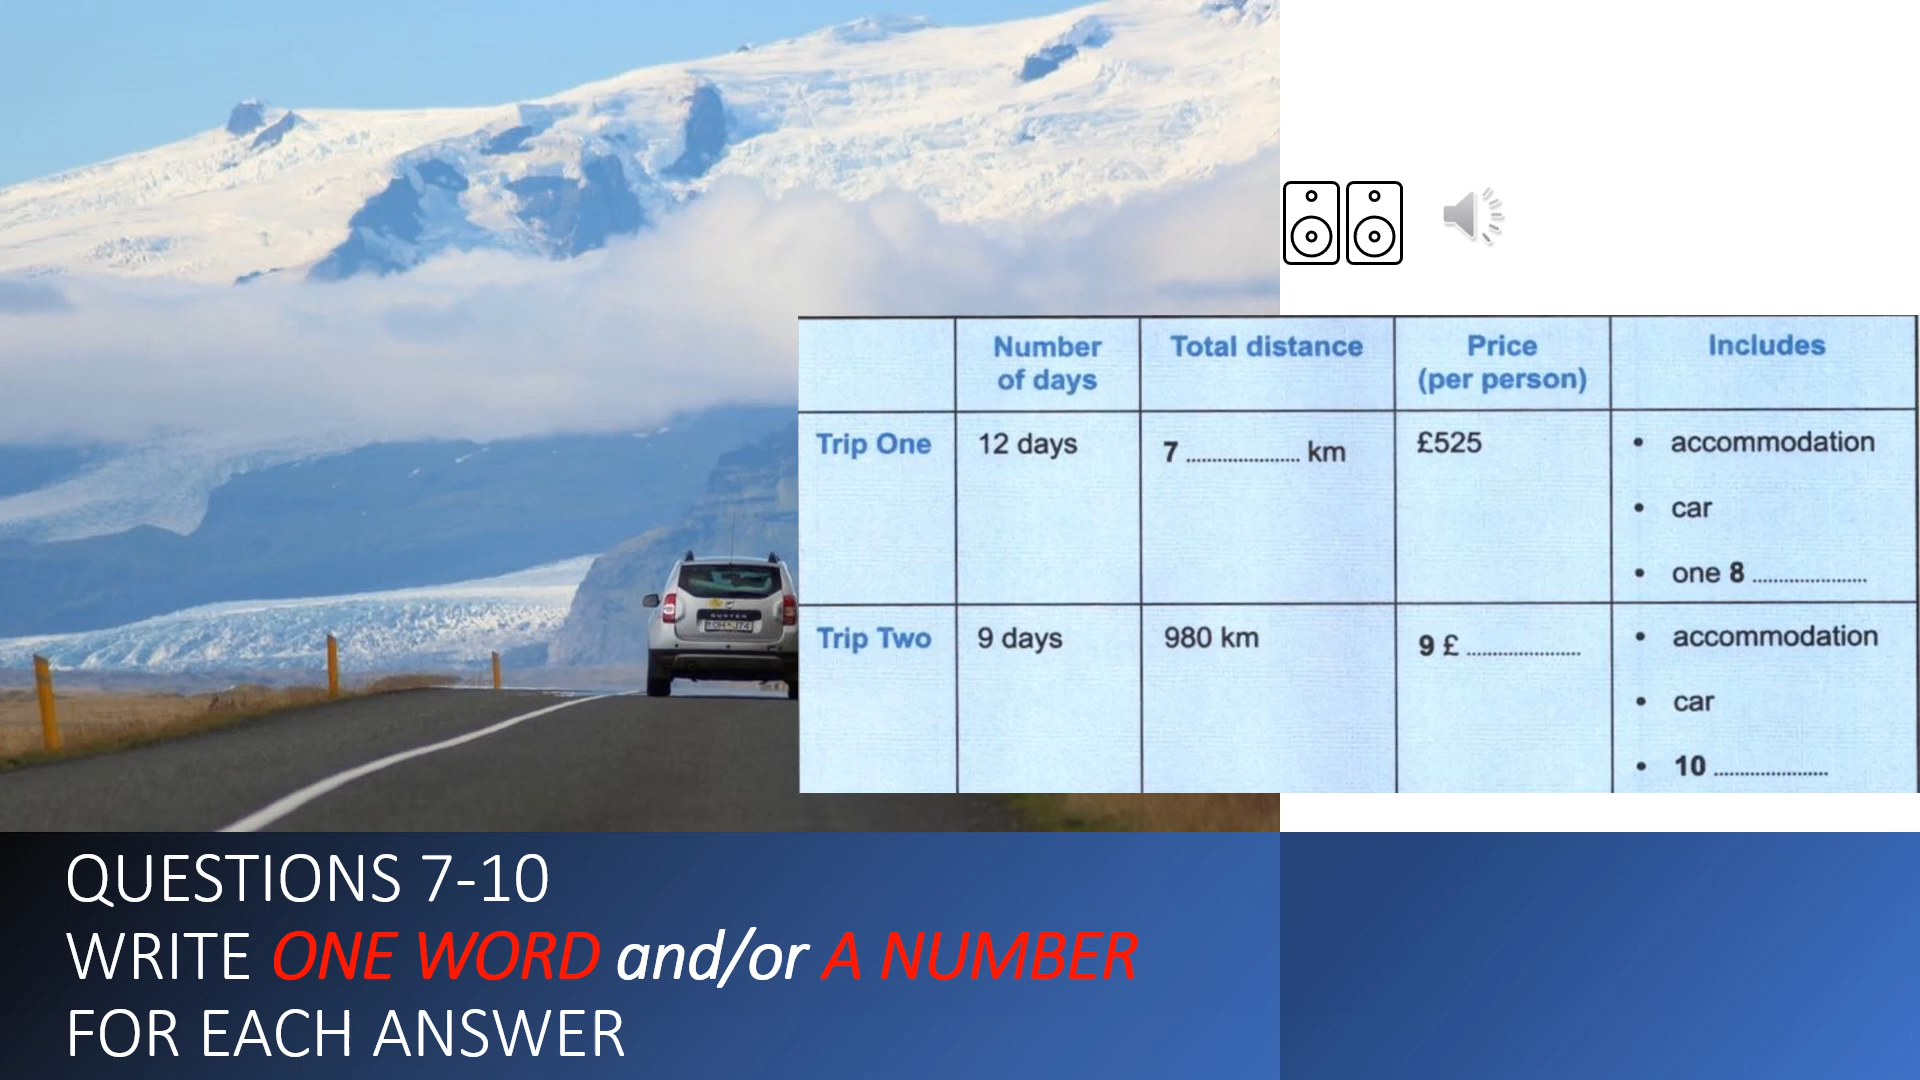 Number of days
Total distance
Price (per person)
Includes
Trip One
12 days
7 ...................... km
£525
• accommodation
• car
• one 8 ......................
Trip Two
9 days
980 km
9 £ ......................
• accommodation
• car
• 10 ......................
QUESTIONS 7-10
WRITE ONE WORD and/or A NUMBER
FOR EACH ANSWER